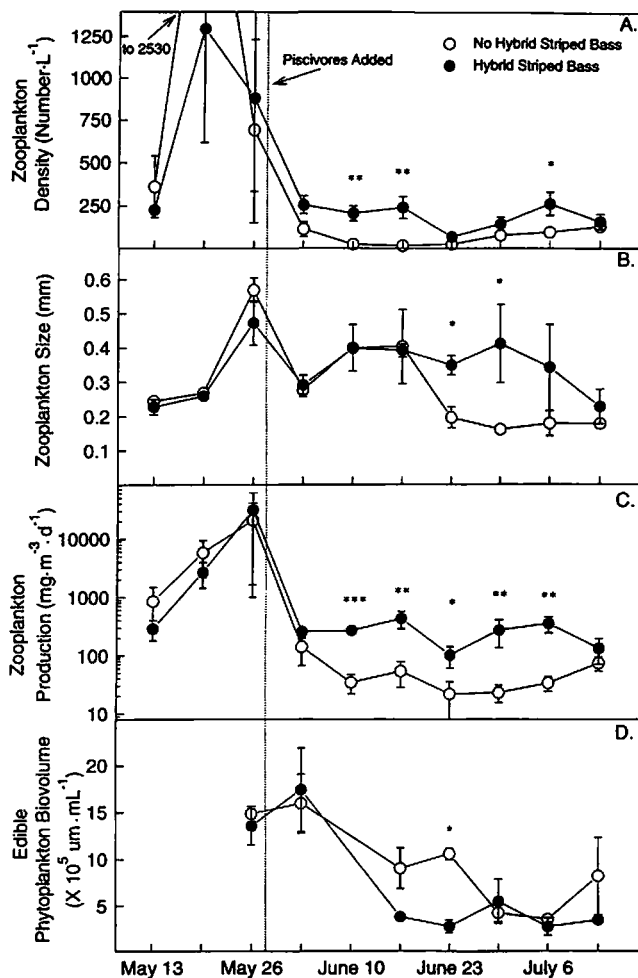 A.
to 2530
Piscivores Added
No Hybrid Striped Bass
Hybrid Striped Bass
Zooplankton
Density (Number·L⁻¹)
1250
1000
750
500
250
** ** *
B.
Zooplankton Size (mm)
0.6
0.5
0.4
0.3
0.2
0.1
* *
C.
Zooplankton
Production (mg·m⁻³·d⁻¹)
10000
1000
100
10
*** ** * ** **
D.
Edible
Phytoplankton Biovolume
(X 10⁵ um·mL⁻¹)
20
15
10
5
*
May 13 May 26 June 10 June 23 July 6